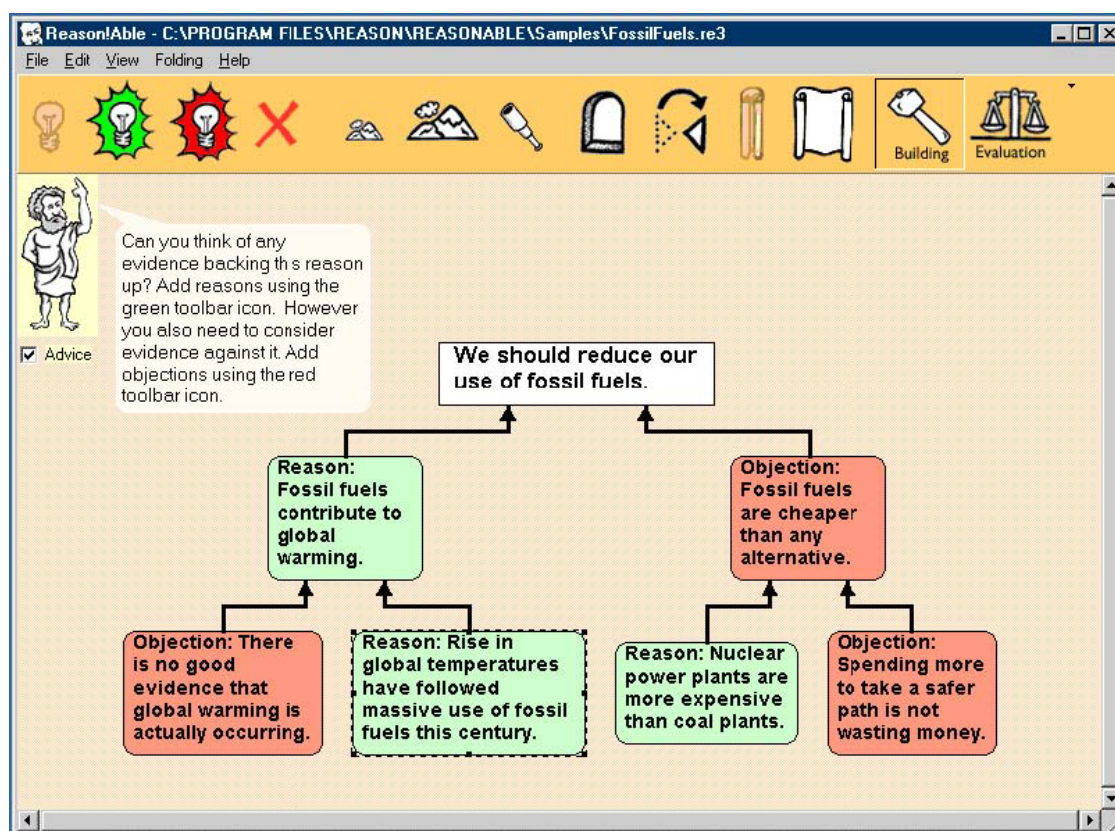 Reason!Able - C:\PROGRAM FILES\REASON\REASONABLE\Samples\FossilFuels.re3
File Edit View Folding Help
Building
Evaluation
Can you think of any
evidence backing th s reason
up? Add reasons using the
green toolbar icon. However
you also need to consider
evidence against it. Add
objections using the red
toolbar icon.
Advice
We should reduce our
use of fossil fuels.
Reason:
Fossil fuels
contribute to
global
warming.
Objection:
Fossil fuels
are cheaper
than any
alternative.
Objection: There
is no good
evidence that
global warming is
actually occurring.
Reason: Rise in
global temperatures
have followed
massive use of fossil
fuels this century.
Reason: Nuclear
power plants are
more expensive
than coal plants.
Objection:
Spending more
to take a safer
path is not
wasting money.